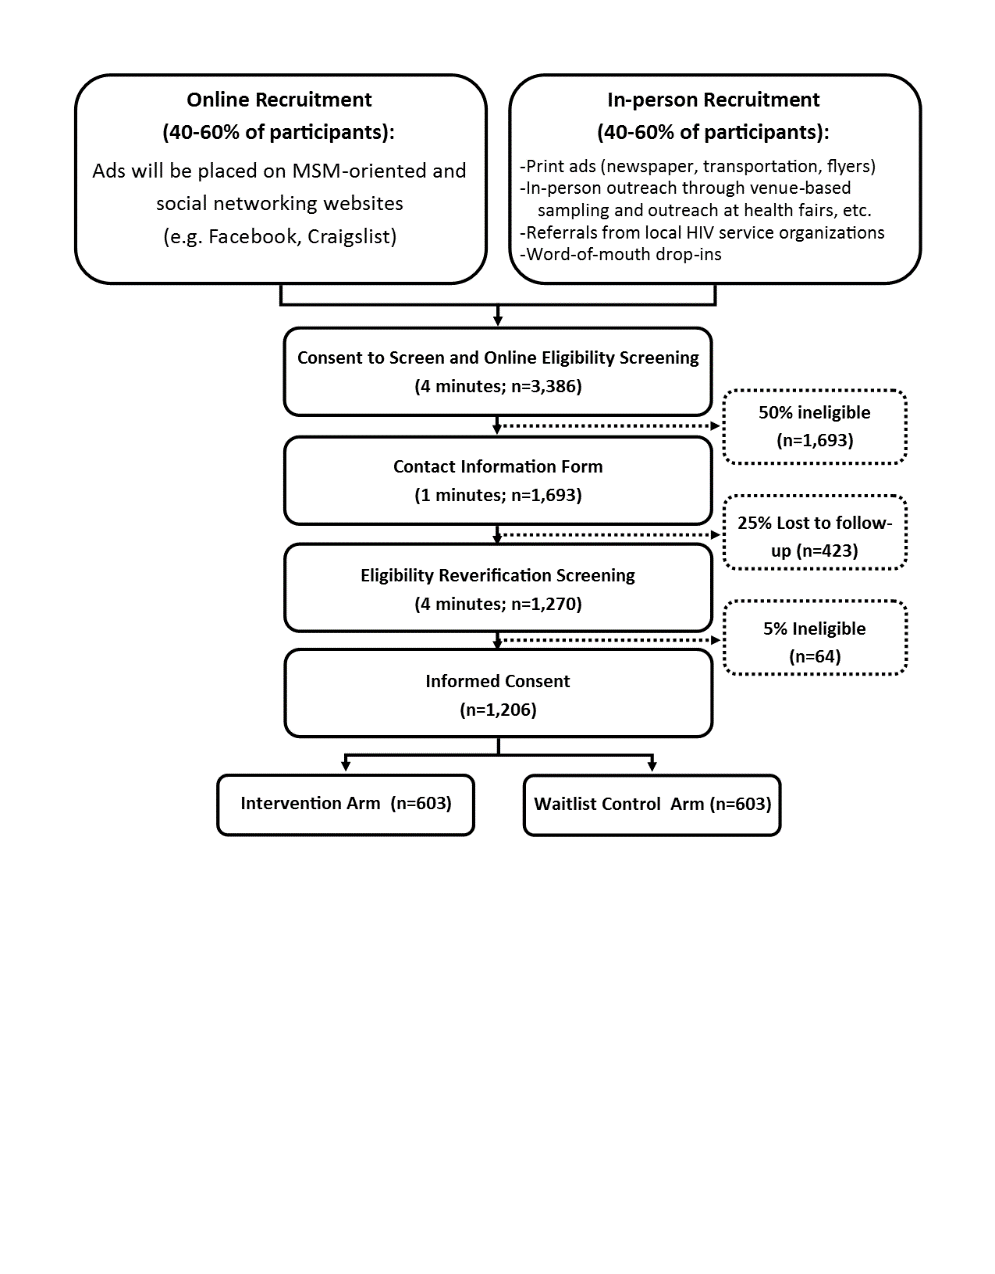 Online Recruitment
(40-60% of participants):
Ads will be placed on MSM-oriented and
social networking websites
(e.g. Facebook, Craigslist)
In-person Recruitment
(40-60% of participants):
-Print ads (newspaper, transportation, flyers)
-In-person outreach through venue-based
sampling and outreach at health fairs, etc.
-Referrals from local HIV service organizations
-Word-of-mouth drop-ins
Consent to Screen and Online Eligibility Screening
(4 minutes; n=3,386)
50% ineligible
(n=1,693)
Contact Information Form
(1 minutes; n=1,693)
25% Lost to follow-
up (n=423)
Eligibility Reverification Screening
(4 minutes; n=1,270)
5% Ineligible
(n=64)
Informed Consent
(n=1,206)
Intervention Arm (n=603)
Waitlist Control Arm (n=603)